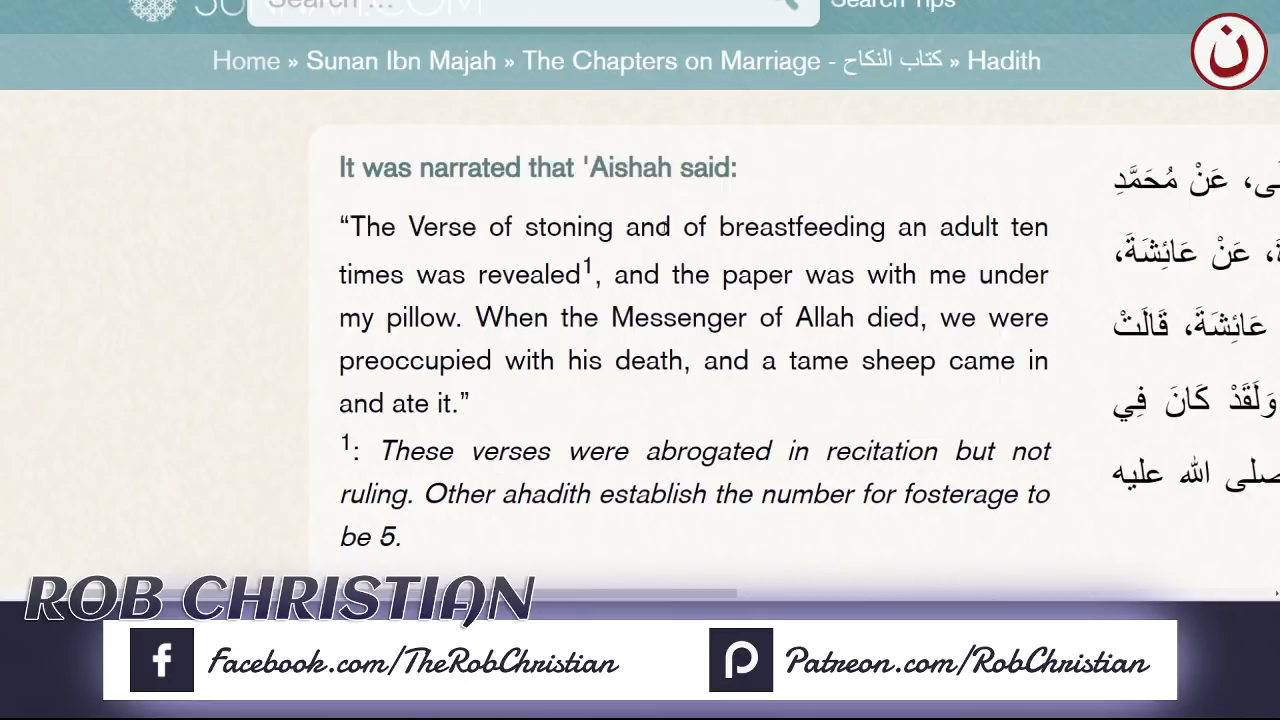 SUNNAH.COM
Search ...
Search Tips
ن
Home » Sunan Ibn Majah » The Chapters on Marriage - كتاب النكاح » Hadith
It was narrated that 'Aishah said:
“The Verse of stoning and of breastfeeding an adult ten
times was revealed1, and the paper was with me under
my pillow. When the Messenger of Allah died, we were
preoccupied with his death, and a tame sheep came in
and ate it.”
1: These verses were abrogated in recitation but not
ruling. Other ahadith establish the number for fosterage to
be 5.
عَنْ مُحَمَّدِ
عَنْ عَائِشَةَ،
عَائِشَةَ، قَالَتْ
وَلَقَدْ كَانَ فِي
صلى الله عليه
ROB CHRISTIAN
Facebook.com/TheRobChristian
Patreon.com/RobChristian